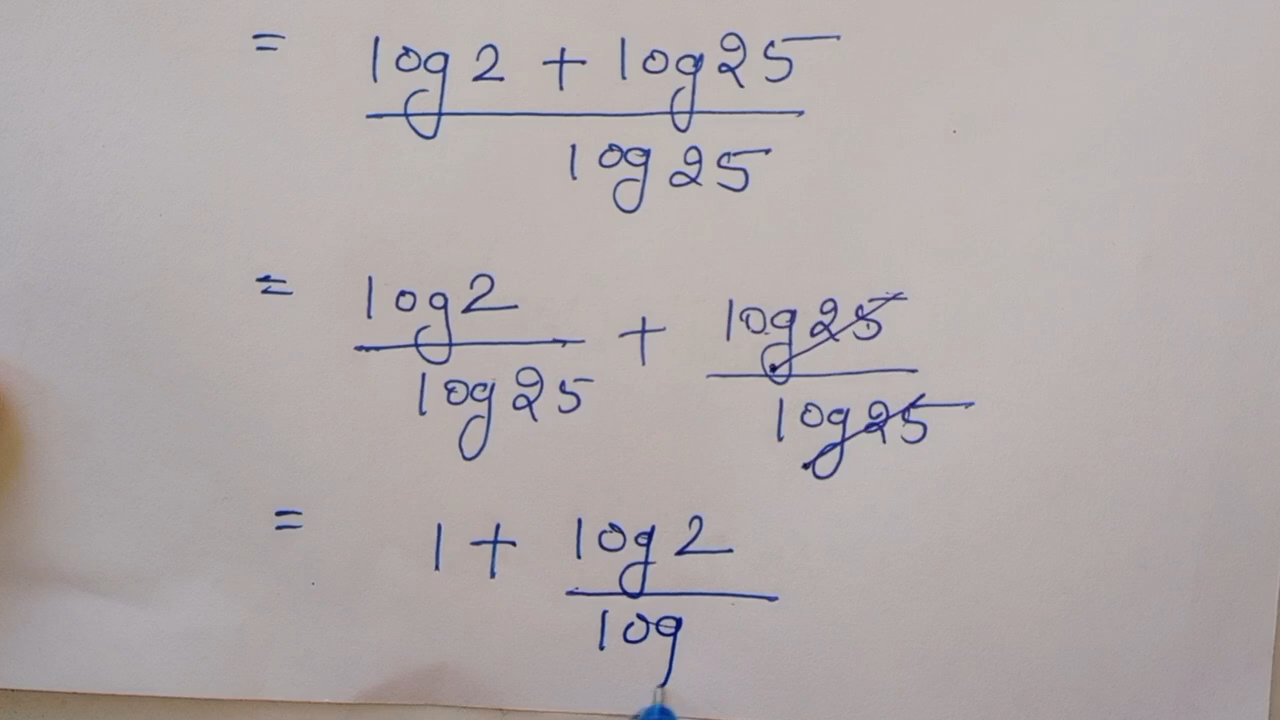 = log 2 + log 25
log 25
= log 2 + log 25
log 25 log 25
= 1 + log 2
log